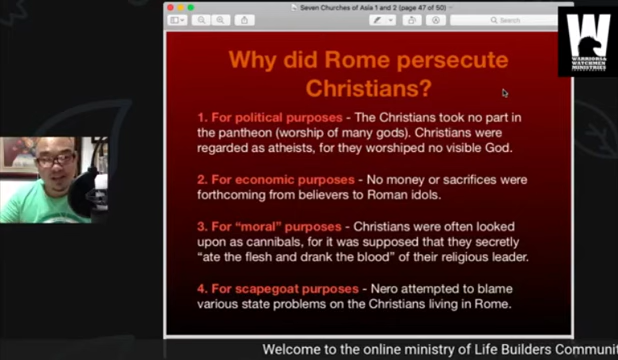 Seven Churches of Asia 1 and 2 (page 47 of 50)
Search
WARRIORS &
WATCHMEN
MINISTRIES
Why did Rome persecute
Christians?
1. For political purposes - The Christians took no part in
the pantheon (worship of many gods). Christians were
regarded as atheists, for they worshiped no visible God.
2. For economic purposes - No money or sacrifices were
forthcoming from believers to Roman idols.
3. For “moral” purposes - Christians were often looked
upon as cannibals, for it was supposed that they secretly
“ate the flesh and drank the blood” of their religious leader.
4. For scapegoat purposes - Nero attempted to blame
various state problems on the Christians living in Rome.
Welcome to the online ministry of Life Builders Communit